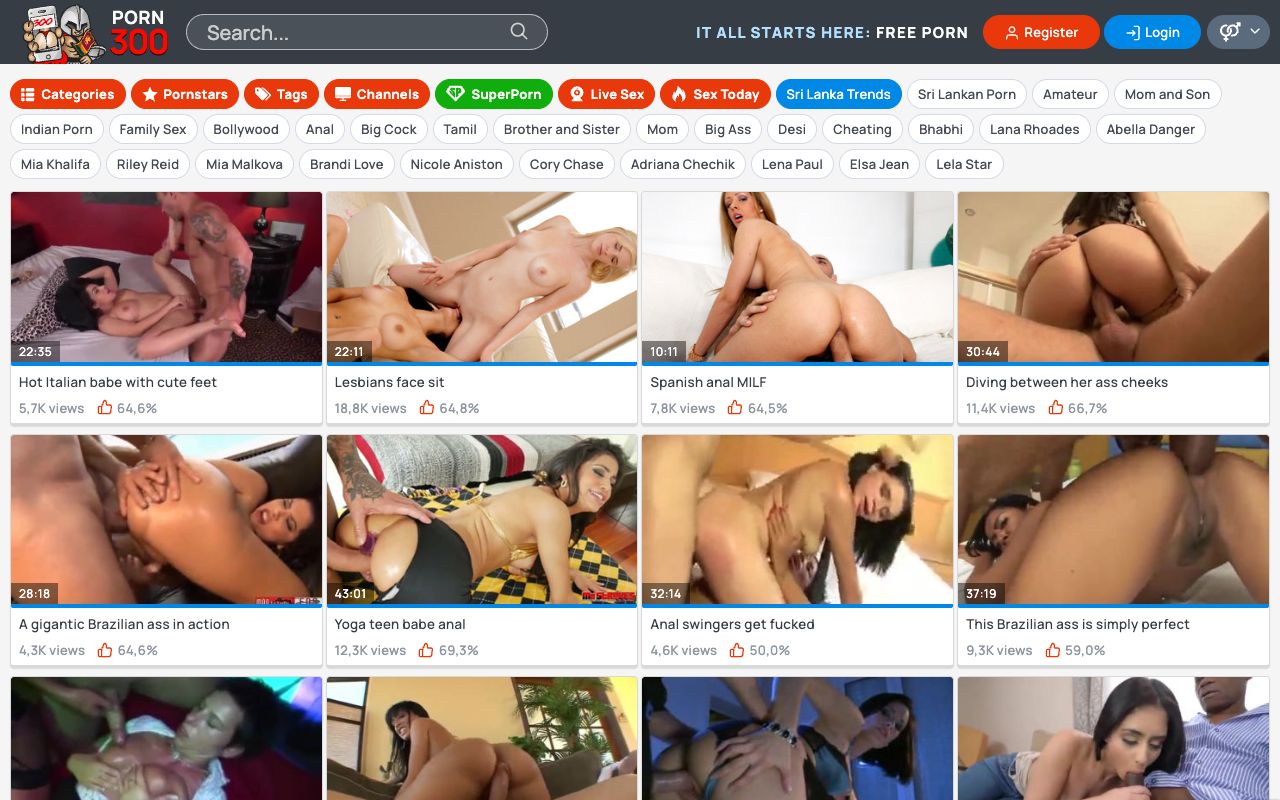 PORN
300
Search...
IT ALL STARTS HERE: FREE PORN
Register
Login
Categories
Pornstars
Tags
Channels
SuperPorn
Live Sex
Sex Today
Sri Lanka Trends
Sri Lankan Porn
Amateur
Mom and Son
Indian Porn
Family Sex
Bollywood
Anal
Big Cock
Tamil
Brother and Sister
Mom
Big Ass
Desi
Cheating
Bhabhi
Lana Rhoades
Abella Danger
Mia Khalifa
Riley Reid
Mia Malkova
Brandi Love
Nicole Aniston
Cory Chase
Adriana Chechik
Lena Paul
Elsa Jean
Lela Star
22:35
22:11
10:11
30:44
Hot Italian babe with cute feet
Lesbians face sit
Spanish anal MILF
Diving between her ass cheeks
5,7K views 64,6%
18,8K views 64,8%
7,8K views 64,5%
11,4K views 66,7%
28:18
43:01
32:14
37:19
A gigantic Brazilian ass in action
Yoga teen babe anal
Anal swingers get fucked
This Brazilian ass is simply perfect
4,3K views 64,6%
12,3K views 69,3%
4,6K views 50,0%
9,3K views 59,0%